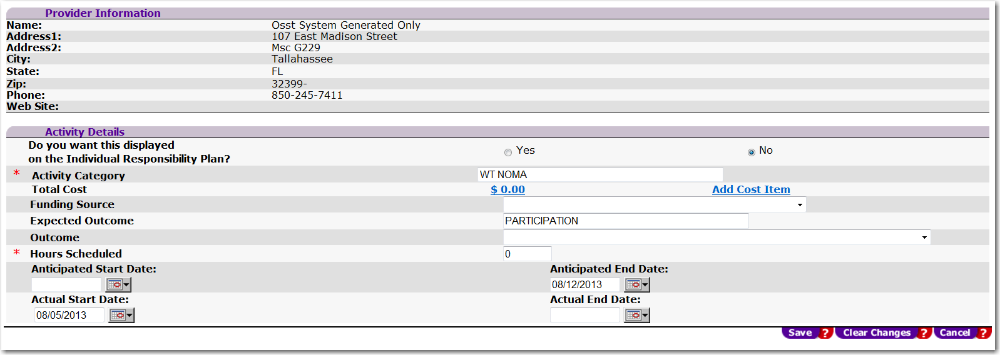 Provider Information
Name: Osst System Generated Only
Address1: 107 East Madison Street
Address2: Msc G229
City: Tallahassee
State: FL
Zip: 32399-
Phone: 850-245-7411
Web Site:
Activity Details
Do you want this displayed
on the Individual Responsibility Plan? Yes No
* Activity Category WT NOMA
Total Cost $ 0.00 Add Cost Item
Funding Source
Expected Outcome PARTICIPATION
Outcome
* Hours Scheduled 0
Anticipated Start Date: Anticipated End Date:
08/12/2013
Actual Start Date: Actual End Date:
08/05/2013
Save ? Clear Changes ? Cancel ?